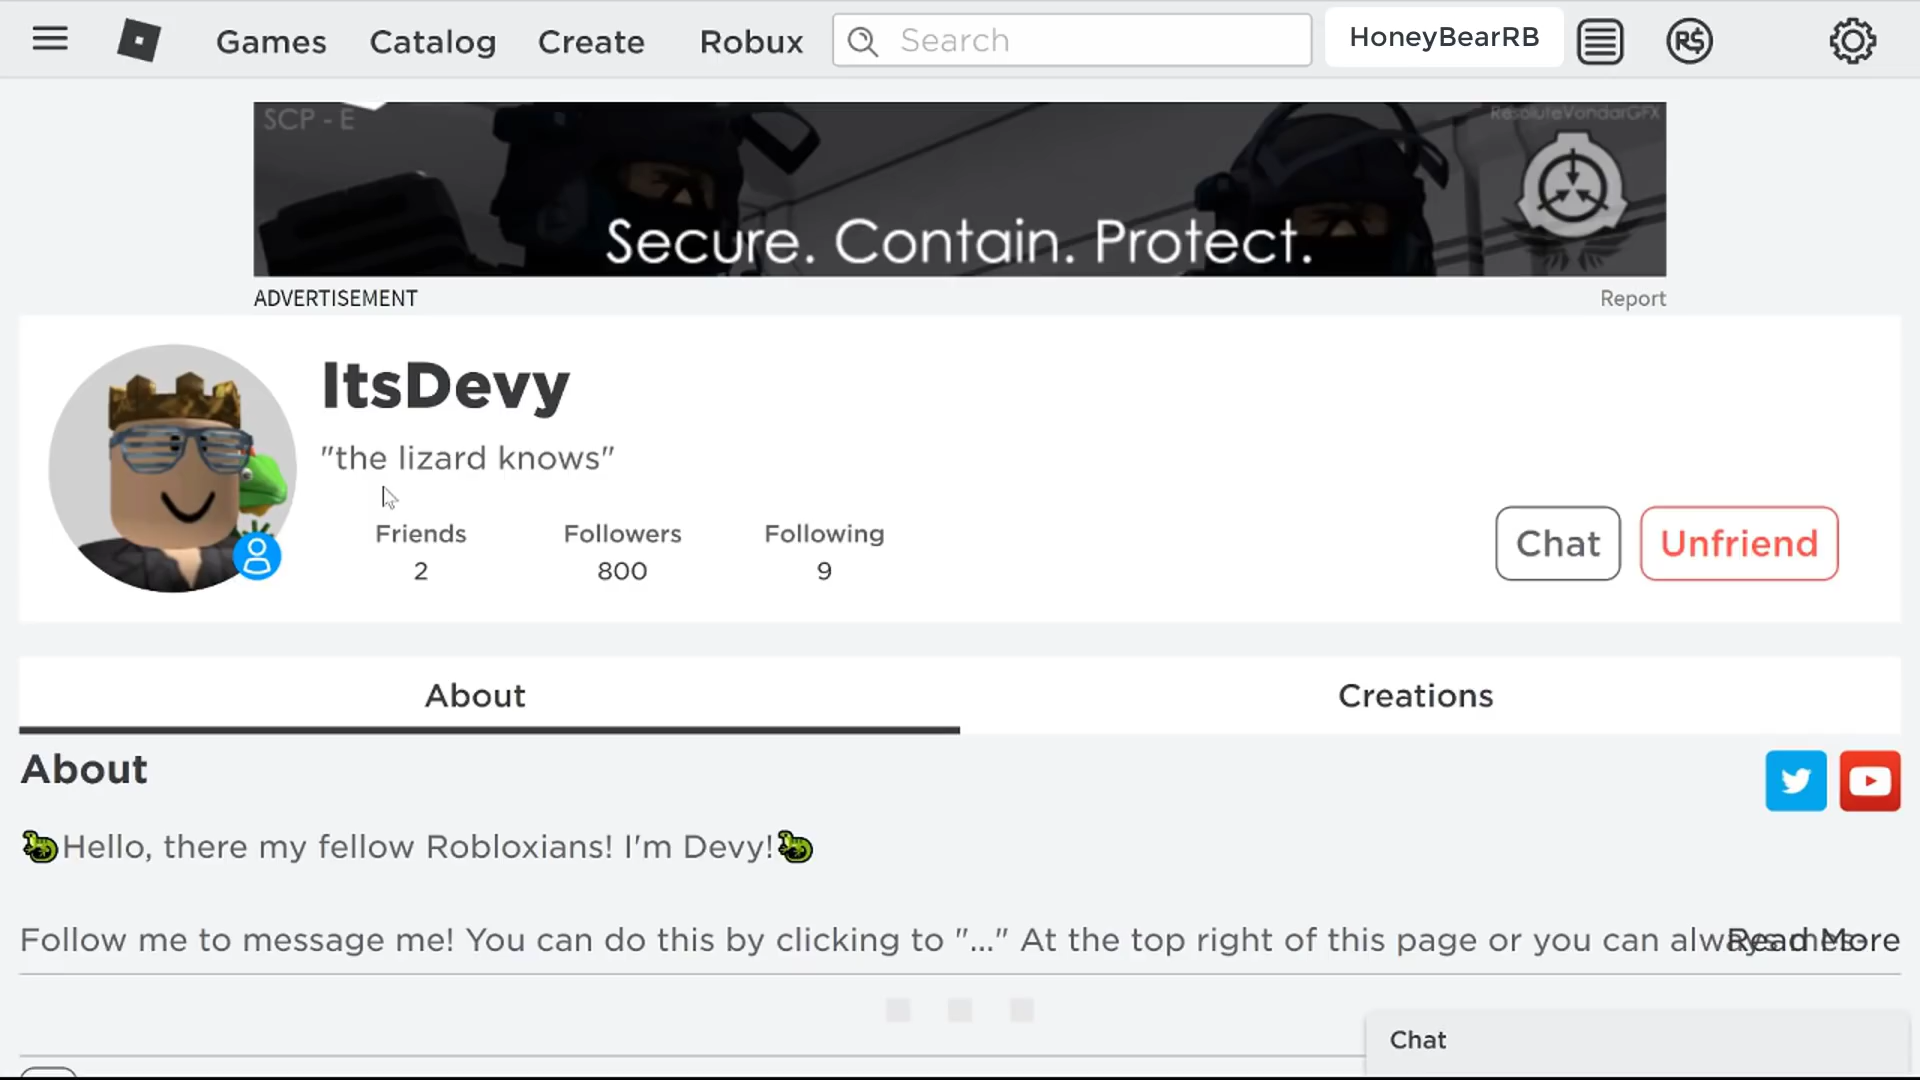 Games Catalog Create Robux Search HoneyBearRB R$
SCP - E ResoluteVondarGFX
Secure. Contain. Protect.
ADVERTISEMENT Report
ItsDevy
"the lizard knows"
Friends Followers Following
2 800 9
Chat Unfriend
About Creations
About
Hello, there my fellow Robloxians! I'm Devy!
Follow me to message me! You can do this by clicking to "..." At the top right of this page or you can always Read More
Chat